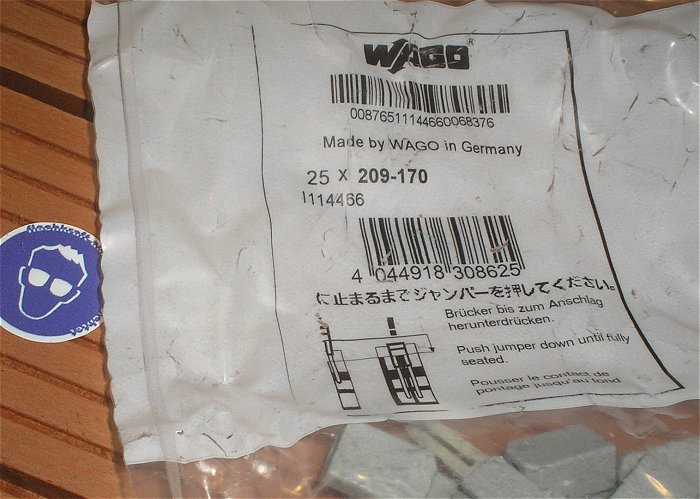 WAGO®
00876511144660068376
Made by WAGO in Germany
25 x 209-170
1114466
4 044918 308625
に止まるまでジャンパーを押してください。
Brücker bis zum Anschlag
herunterdrücken.
Push jumper down until fully
seated.
Pousser le contact de
pontage jusqu'au fond